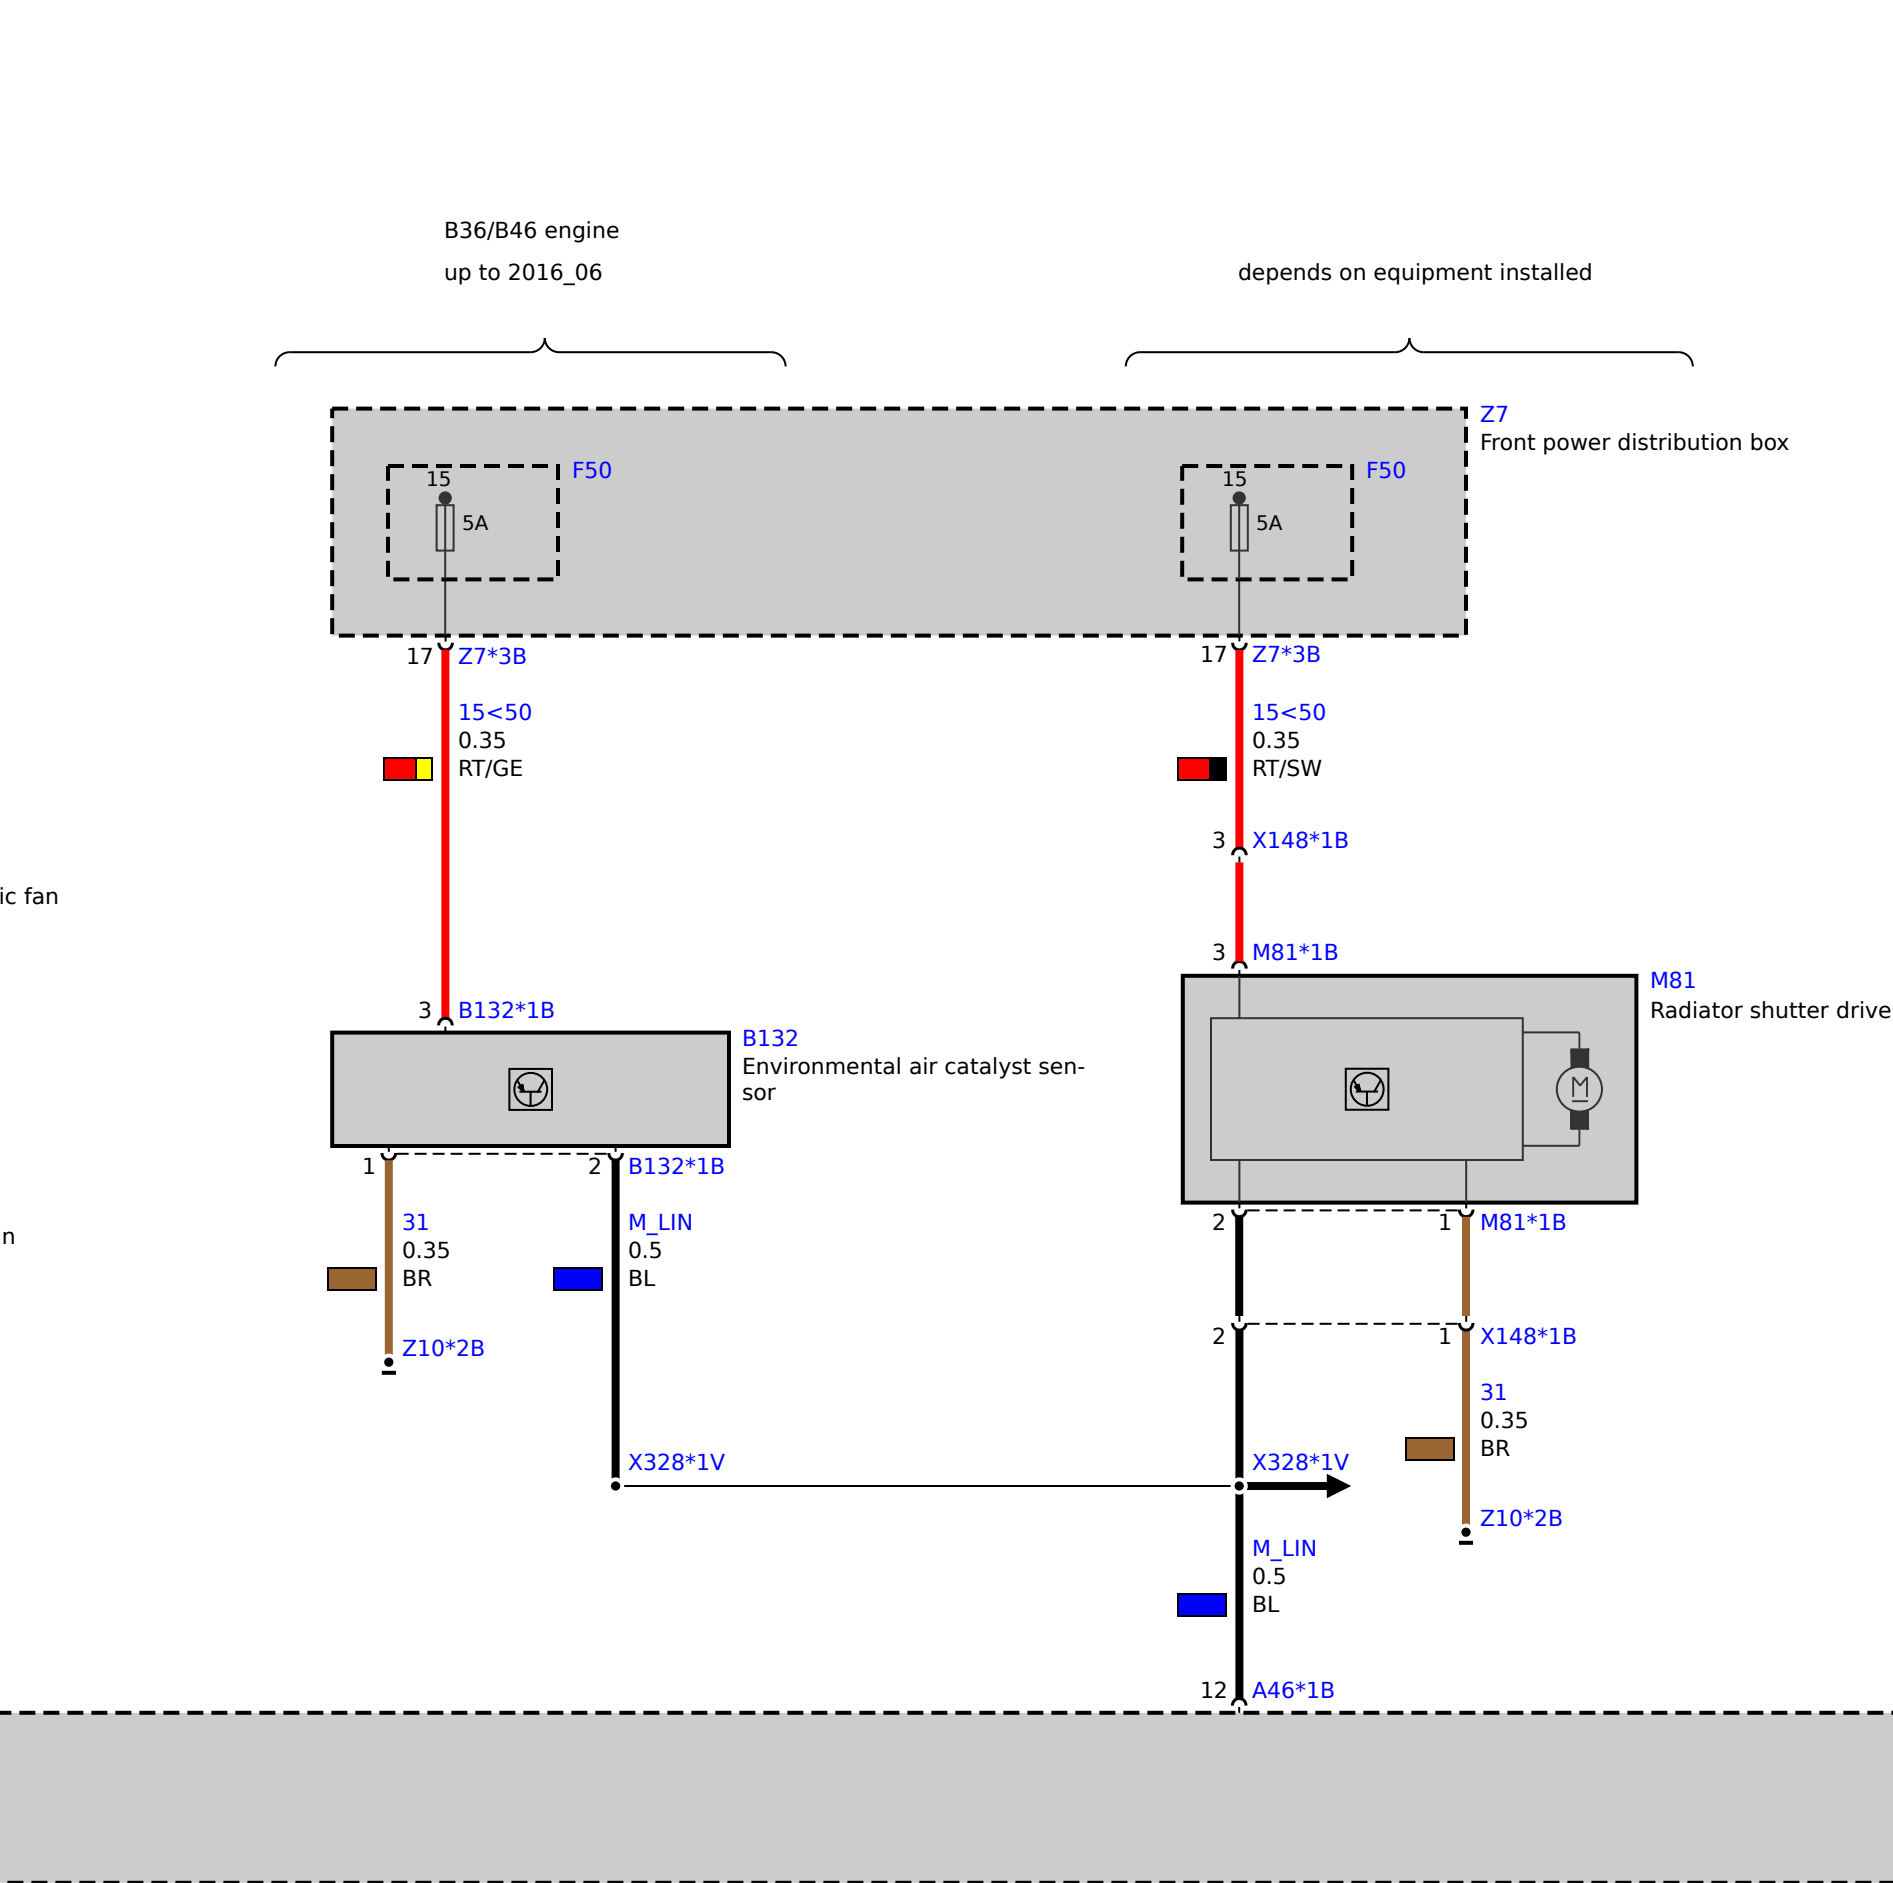 B36/B46 engine
up to 2016_06
depends on equipment installed
Z7
Front power distribution box
F50
15
5A
F50
15
5A
17 Z7*3B
17 Z7*3B
15<50
0.35
RT/GE
15<50
0.35
RT/SW
3 X148*1B
ic fan
3 M81*1B
M81
Radiator shutter drive
3 B132*1B
B132
Environmental air catalyst sen-
sor
M
1
2 B132*1B
31
0.35
BR
M_LIN
0.5
BL
n
2
1 M81*1B
2
1 X148*1B
Z10*2B
31
0.35
BR
X328*1V
X328*1V
Z10*2B
M_LIN
0.5
BL
12 A46*1B